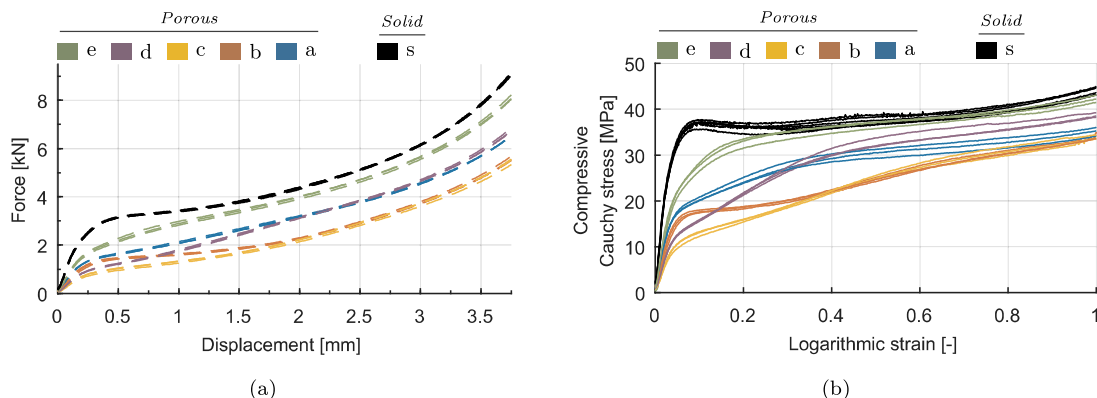 Porous Solid
e d c b a s
8
6
4
2
0
Force [kN]
0 0.5 1 1.5 2 2.5 3 3.5
Displacement [mm]
(a)
Porous Solid
e d c b a s
50
40
30
20
10
0
Compressive
Cauchy stress [MPa]
0 0.2 0.4 0.6 0.8 1
Logarithmic strain [-]
(b)